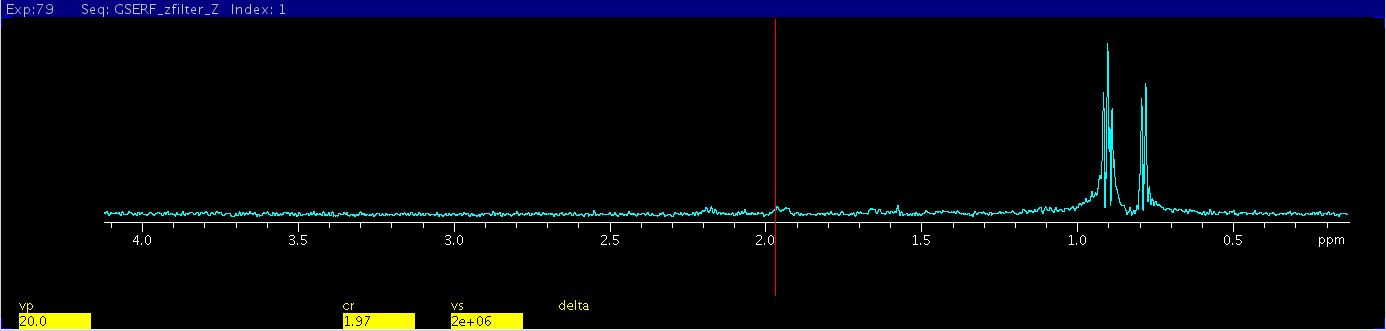 Exp:79 Seq: GSERF_zfilter_Z Index: 1
4.0 3.5 3.0 2.5 2.0 1.5 1.0 0.5 ppm
vp cr vs delta
20.0 1.97 2e+06